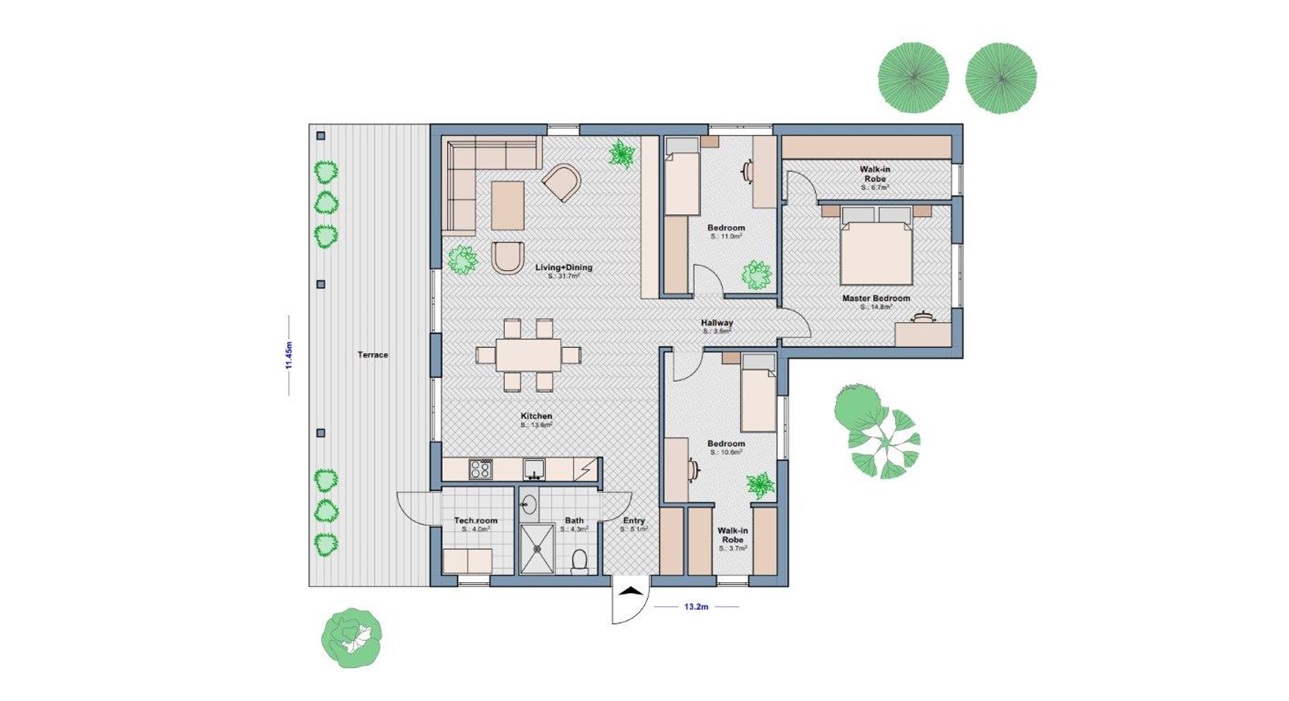 Walk-in
Robe
S.: 6.7m²
Bedroom
S.: 11.0m²
Living+Dining
S.: 31.7m²
Master Bedroom
S.: 14.8m²
Hallway
S.: 3.5m²
11.45m
Terrace
Kitchen
S.: 13.6m²
Bedroom
S.: 10.6m²
Tech.room
S.: 4.0m²
Bath
S.: 4.3m²
Entry
S.: 5.1m²
Walk-in
Robe
S.: 3.7m²
13.2m